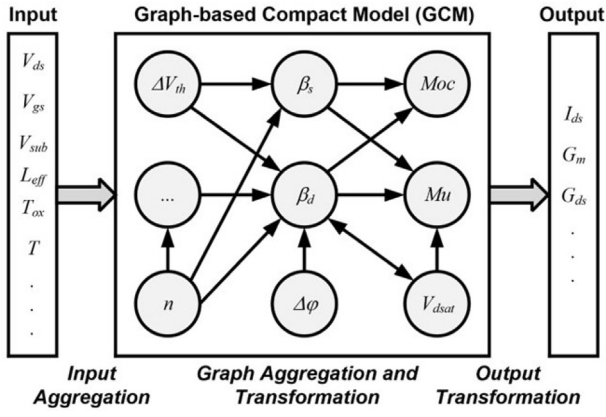 Input
Graph-based Compact Model (GCM)
Output
V_ds
V_gs
V_sub
L_eff
T_ox
T
.
.
.
ΔV_th
β_s
Moc
...
β_d
Mu
n
Δφ
V_dsat
I_ds
G_m
G_ds
.
.
.
Input
Aggregation
Graph Aggregation and
Transformation
Output
Transformation